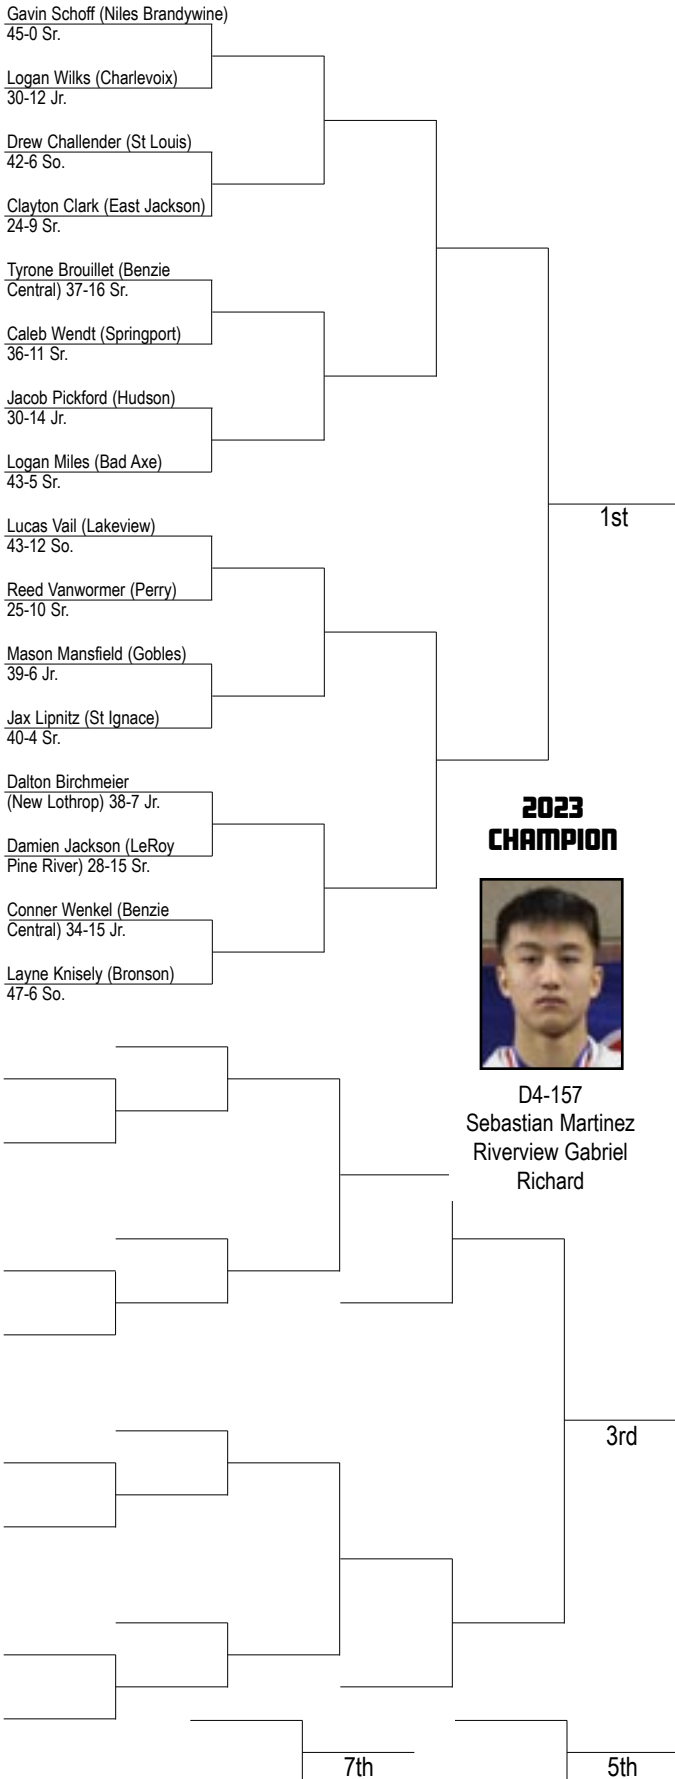 Gavin Schoff (Niles Brandywine)
45-0 Sr.
Logan Wilks (Charlevoix)
30-12 Jr.
Drew Challender (St Louis)
42-6 So.
Clayton Clark (East Jackson)
24-9 Sr.
Tyrone Brouillet (Benzie
Central) 37-16 Sr.
Caleb Wendt (Springport)
36-11 Sr.
Jacob Pickford (Hudson)
30-14 Jr.
Logan Miles (Bad Axe)
43-5 Sr.
Lucas Vail (Lakeview)
43-12 So.
Reed Vanwormer (Perry)
25-10 Sr.
Mason Mansfield (Gobles)
39-6 Jr.
Jax Lipnitz (St Ignace)
40-4 Sr.
Dalton Birchmeier
(New Lothrop) 38-7 Jr.
Damien Jackson (LeRoy
Pine River) 28-15 Sr.
Conner Wenkel (Benzie
Central) 34-15 Jr.
Layne Knisely (Bronson)
47-6 So.
1st
2023
CHAMPION
D4-157
Sebastian Martinez
Riverview Gabriel
Richard
3rd
7th
5th